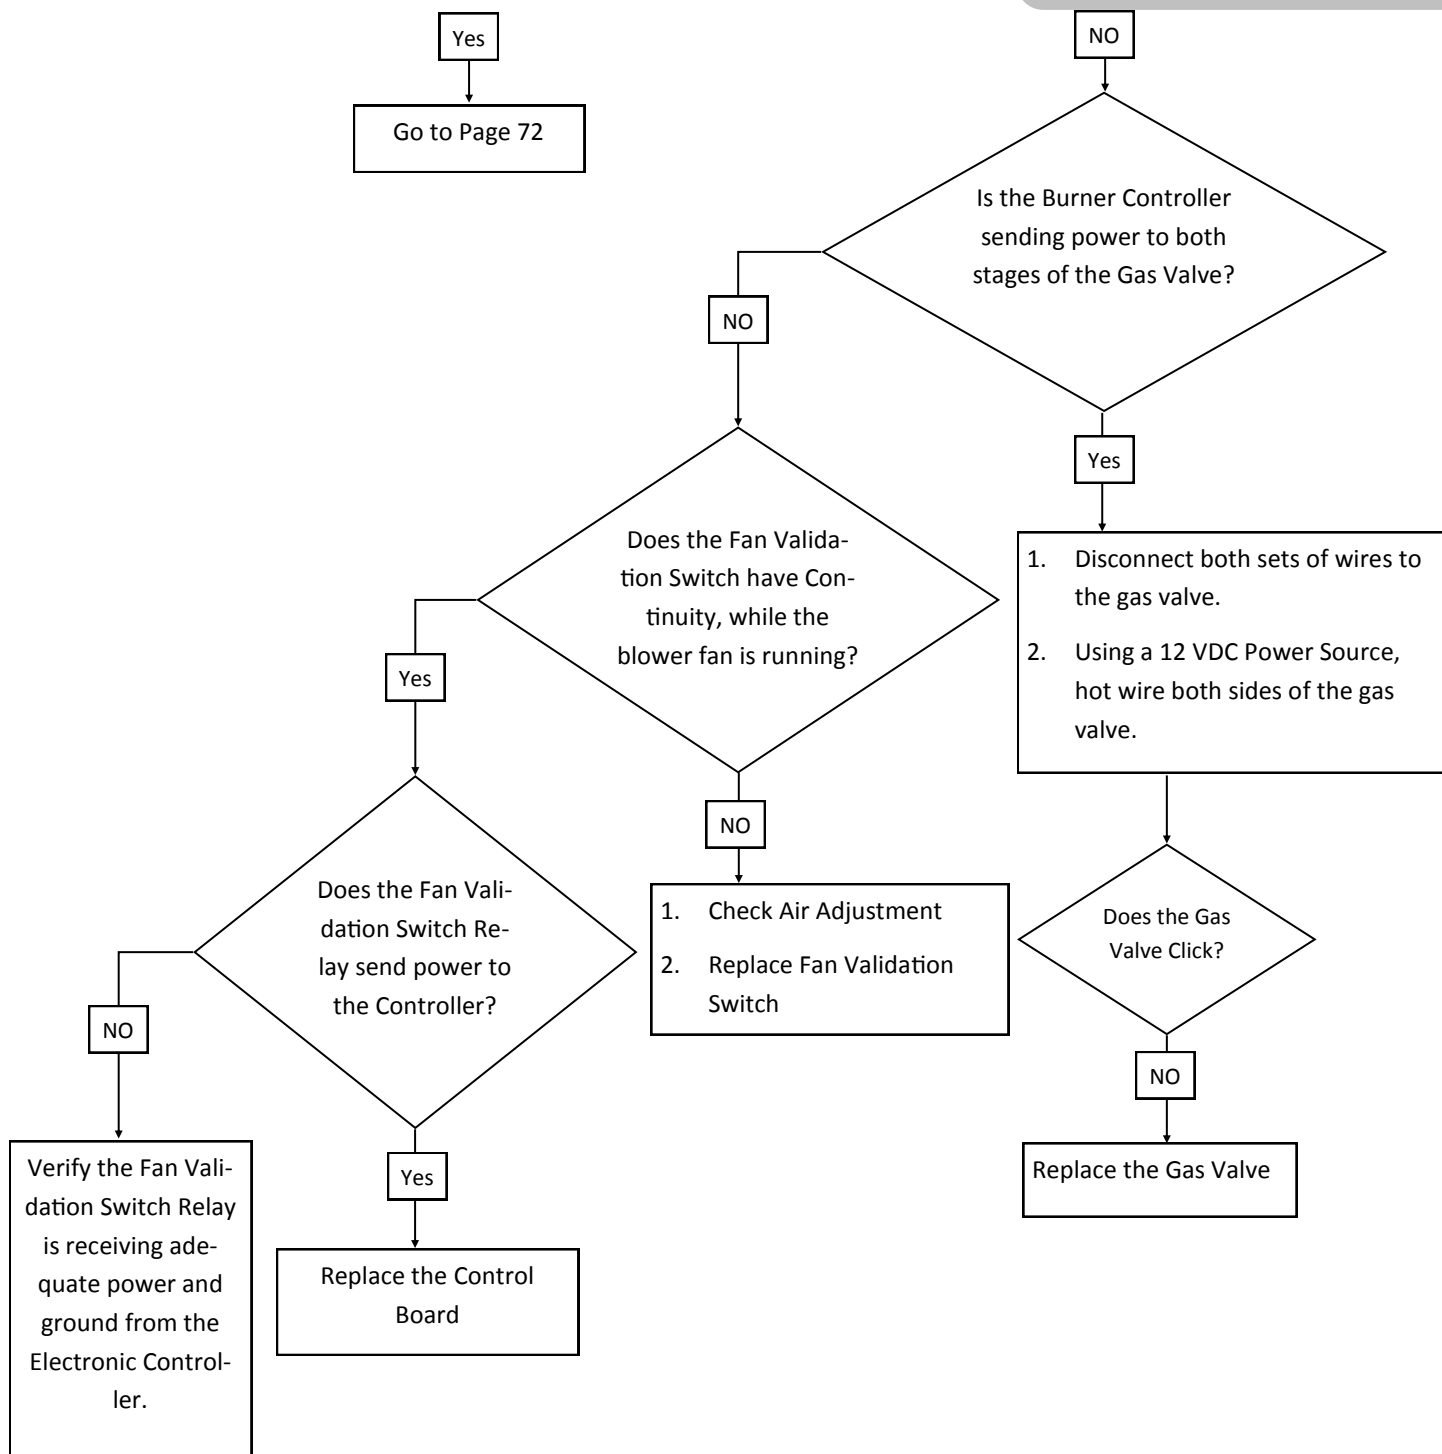 Yes
NO
Go to Page 72
Is the Burner Controller
sending power to both
stages of the Gas Valve?
NO
Yes
Does the Fan Valida-
tion Switch have Con-
tinuity, while the
blower fan is running?
1. Disconnect both sets of wires to
the gas valve.
2. Using a 12 VDC Power Source,
hot wire both sides of the gas
valve.
Yes
NO
Does the Fan Vali-
dation Switch Re-
lay send power to
the Controller?
1. Check Air Adjustment
2. Replace Fan Validation
Switch
Does the Gas
Valve Click?
NO
NO
Yes
Verify the Fan Vali-
dation Switch Relay
is receiving ade-
quate power and
ground from the
Electronic Control-
ler.
Replace the Control
Board
Replace the Gas Valve